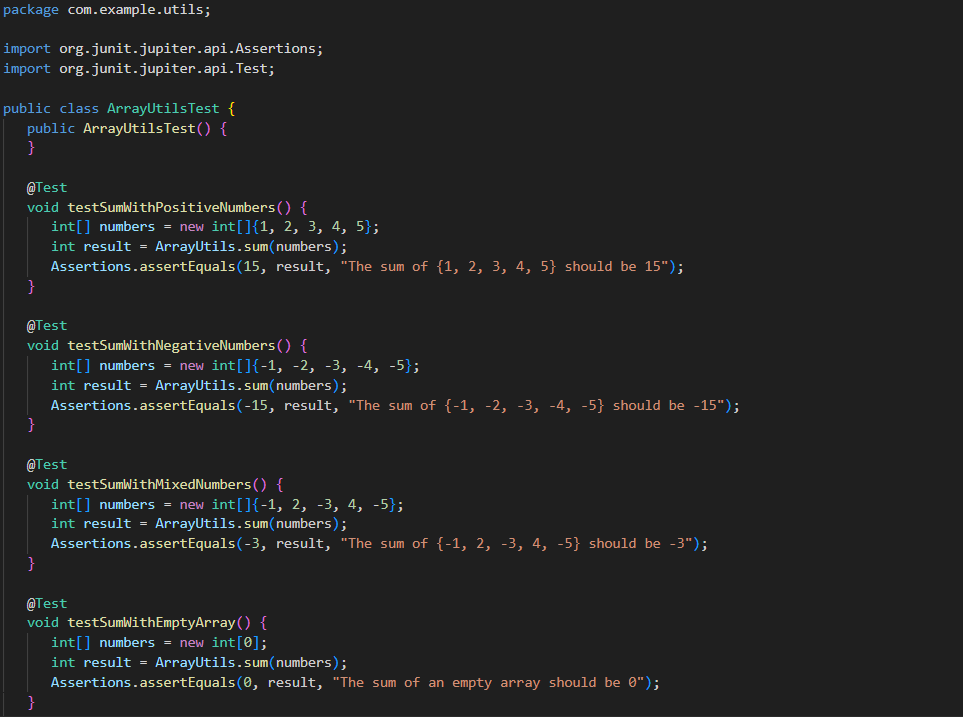 package com.example.utils;
import org.junit.jupiter.api.Assertions;
import org.junit.jupiter.api.Test;
public class ArrayUtilsTest {
public ArrayUtilsTest() {
}
@Test
void testSumWithPositiveNumbers() {
int[] numbers = new int[]{1, 2, 3, 4, 5};
int result = ArrayUtils.sum(numbers);
Assertions.assertEquals(15, result, "The sum of {1, 2, 3, 4, 5} should be 15");
}
@Test
void testSumWithNegativeNumbers() {
int[] numbers = new int[]{-1, -2, -3, -4, -5};
int result = ArrayUtils.sum(numbers);
Assertions.assertEquals(-15, result, "The sum of {-1, -2, -3, -4, -5} should be -15");
}
@Test
void testSumWithMixedNumbers() {
int[] numbers = new int[]{-1, 2, -3, 4, -5};
int result = ArrayUtils.sum(numbers);
Assertions.assertEquals(-3, result, "The sum of {-1, 2, -3, 4, -5} should be -3");
}
@Test
void testSumWithEmptyArray() {
int[] numbers = new int[0];
int result = ArrayUtils.sum(numbers);
Assertions.assertEquals(0, result, "The sum of an empty array should be 0");
}